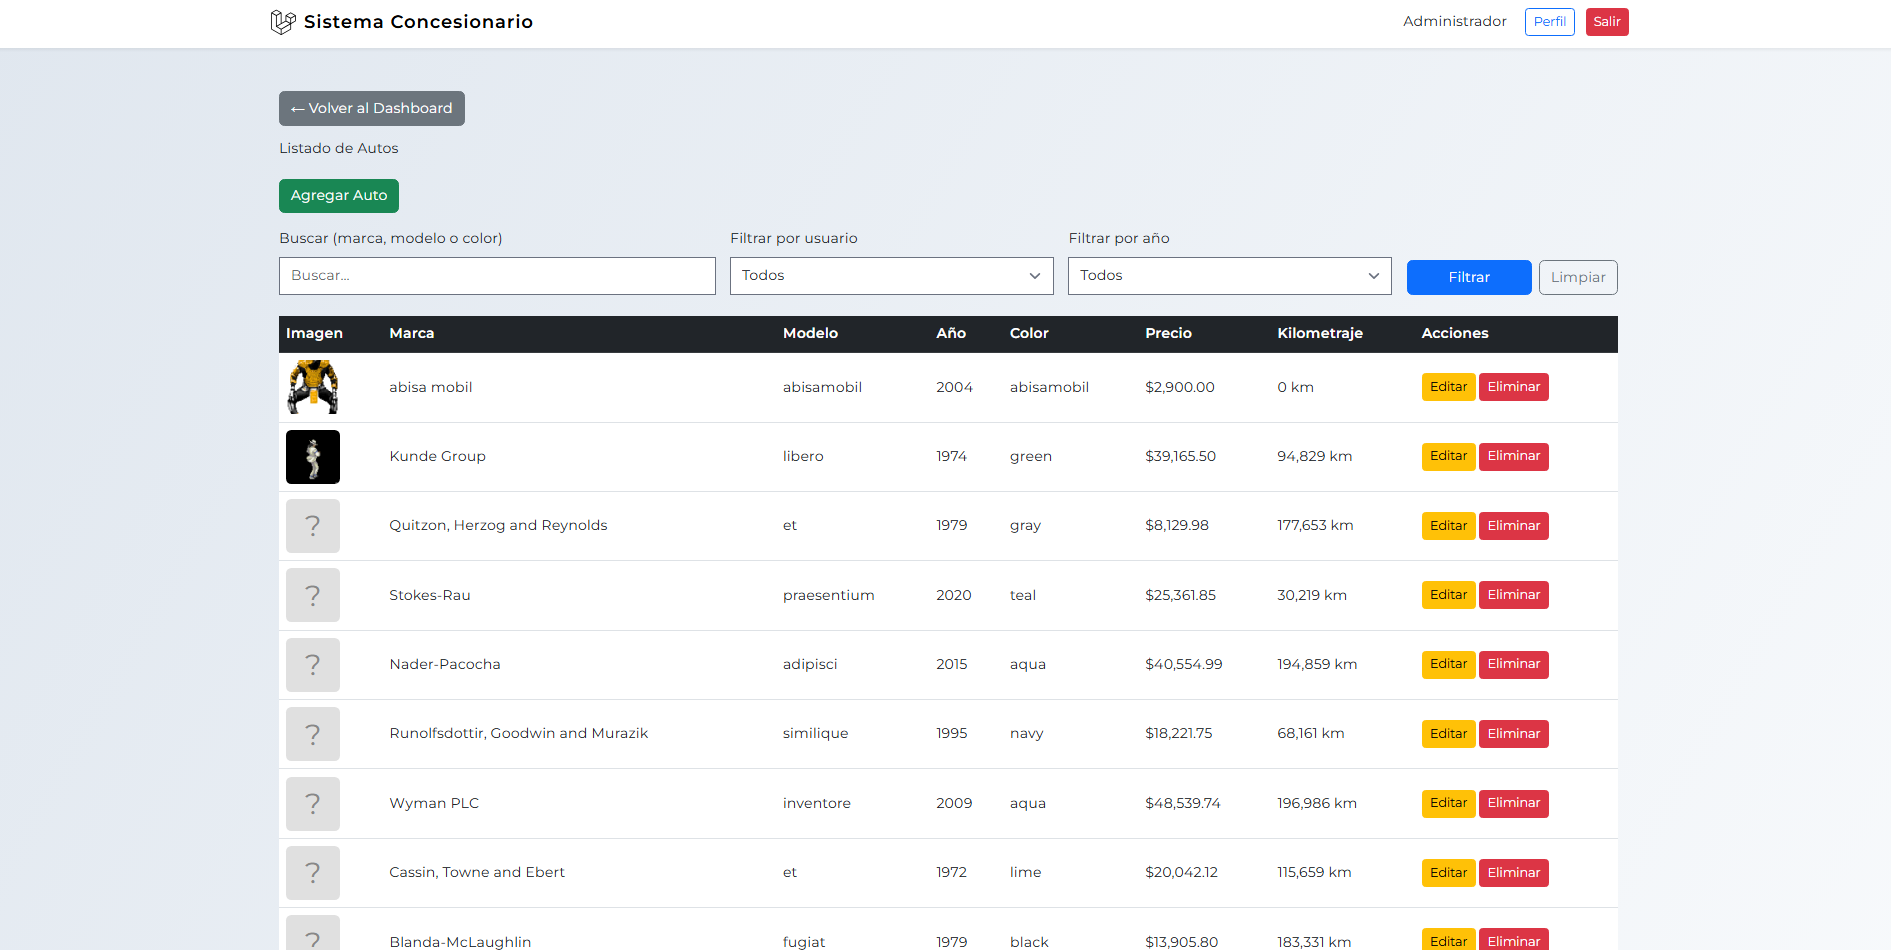 Sistema Concesionario Administrador Perfil Salir
← Volver al Dashboard
Listado de Autos
Agregar Auto
Buscar (marca, modelo o color) Filtrar por usuario Filtrar por año
Buscar... Todos Todos Filtrar Limpiar
Imagen Marca Modelo Año Color Precio Kilometraje Acciones
abisa mobil abisamobil 2004 abisamobil $2,900.00 0 km Editar Eliminar
Kunde Group libero 1974 green $39,165.50 94,829 km Editar Eliminar
? Quitzon, Herzog and Reynolds et 1979 gray $8,129.98 177,653 km Editar Eliminar
? Stokes-Rau praesentium 2020 teal $25,361.85 30,219 km Editar Eliminar
? Nader-Pacocha adipisci 2015 aqua $40,554.99 194,859 km Editar Eliminar
? Runolfsdottir, Goodwin and Murazik similique 1995 navy $18,221.75 68,161 km Editar Eliminar
? Wyman PLC inventore 2009 aqua $48,539.74 196,986 km Editar Eliminar
? Cassin, Towne and Ebert et 1972 lime $20,042.12 115,659 km Editar Eliminar
? Blanda-McLaughlin fugiat 1979 black $13,905.80 183,331 km Editar Eliminar